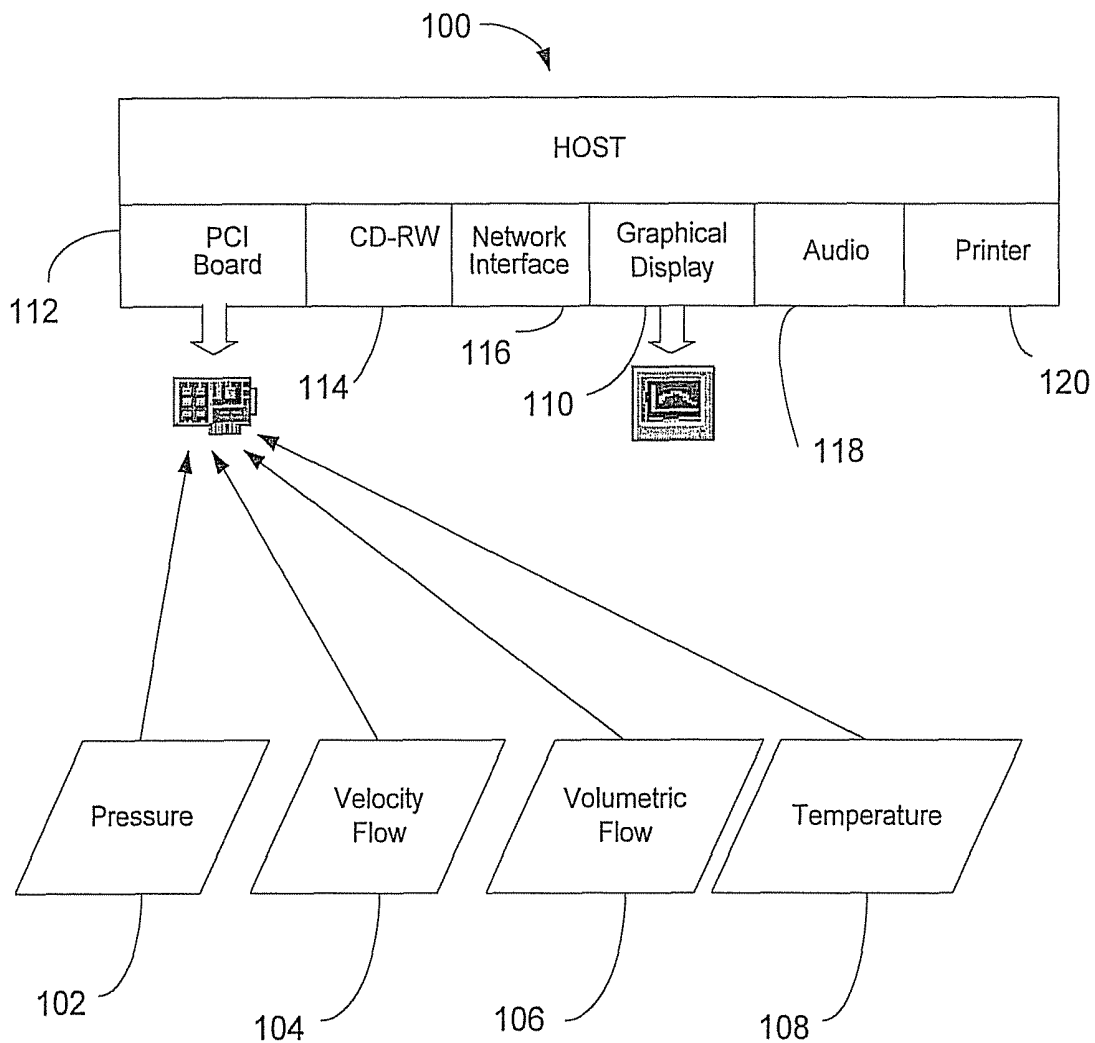 100
HOST
PCI
Board
CD-RW
Network
Interface
Graphical
Display
Audio
Printer
112
114
116
110
118
120
Pressure
Velocity
Flow
Volumetric
Flow
Temperature
102
104
106
108